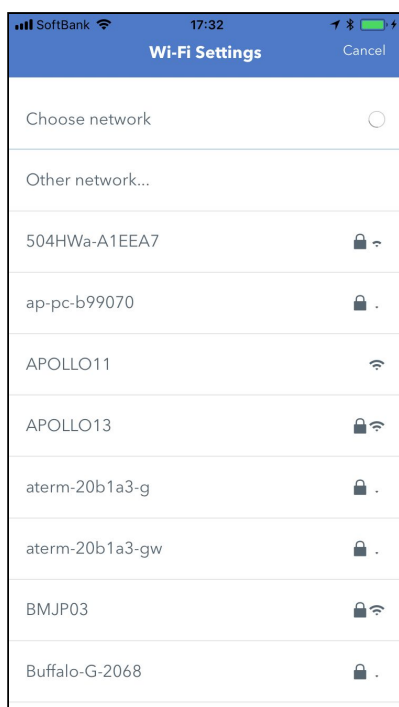 SoftBank 17:32
Wi-Fi Settings Cancel
Choose network
Other network...
504HWa-A1EEA7
ap-pc-b99070
APOLLO11
APOLLO13
aterm-20b1a3-g
aterm-20b1a3-gw
BMJP03
Buffalo-G-2068